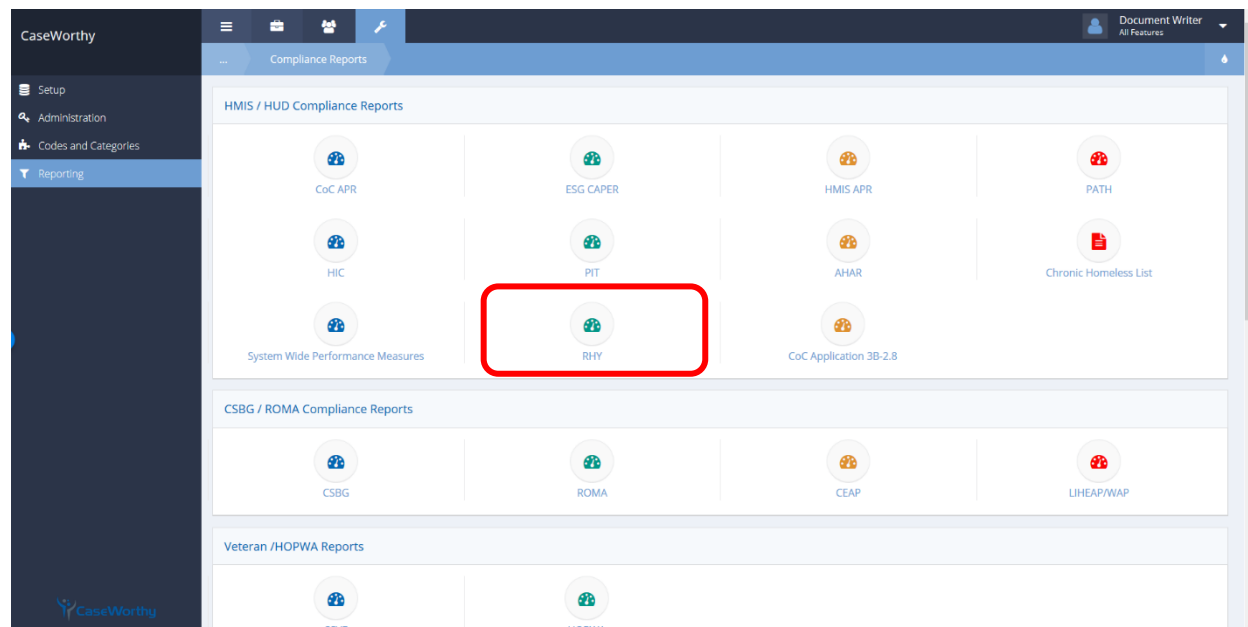 CaseWorthy
Document Writer
All Features
... Compliance Reports
Setup
Administration
Codes and Categories
Reporting
HMIS / HUD Compliance Reports
CoC APR
ESG CAPER
HMIS APR
PATH
HIC
PIT
AHAR
Chronic Homeless List
System Wide Performance Measures
RHY
CoC Application 3B-2.8
CSBG / ROMA Compliance Reports
CSBG
ROMA
CEAP
LIHEAP/WAP
Veteran /HOPWA Reports
CaseWorthy